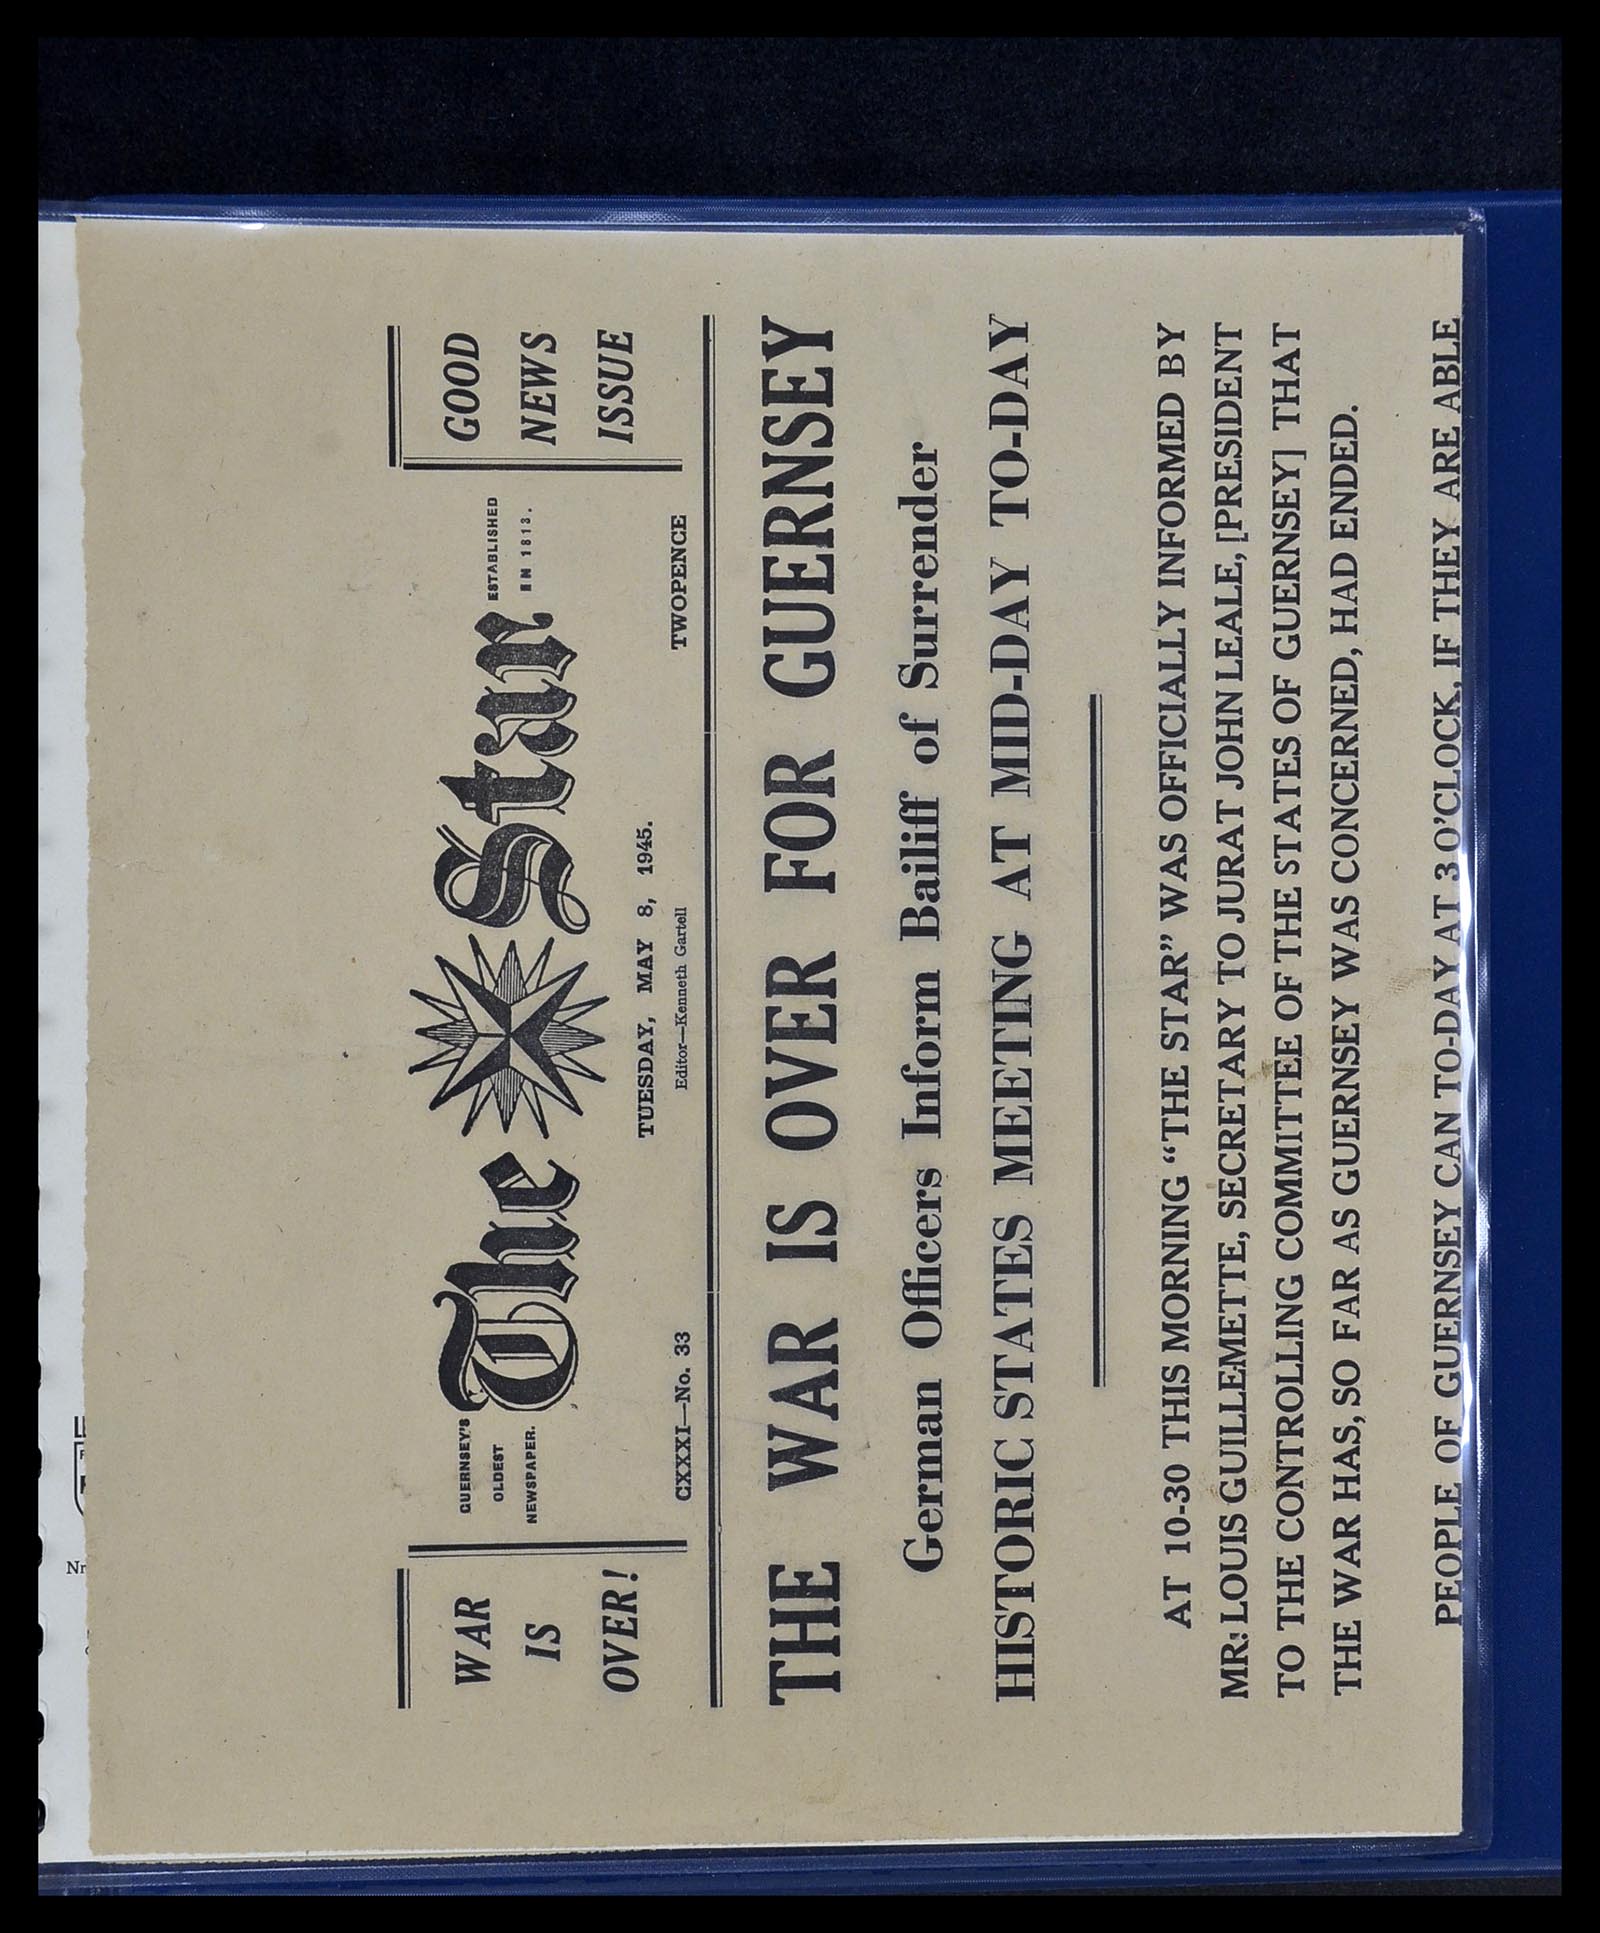 WAR
IS
OVER!
GUERNSEY'S
OLDEST
NEWSPAPER.
The Star
ESTABLISHED
IN 1813.
GOOD
NEWS
ISSUE
TUESDAY, MAY 8, 1945.
CXXXI—No. 33
Editor—Kenneth Gartell
TWOPENCE
THE WAR IS OVER FOR GUERNSEY
German Officers Inform Bailiff of Surrender
HISTORIC STATES MEETING AT MID-DAY TO-DAY
AT 10-30 THIS MORNING “THE STAR” WAS OFFICIALLY INFORMED BY
MR: LOUIS GUILLEMETTE, SECRETARY TO JURAT JOHN LEALE, [PRESIDENT
TO THE CONTROLLING COMMITTEE OF THE STATES OF GUERNSEY] THAT
THE WAR HAS, SO FAR AS GUERNSEY WAS CONCERNED, HAD ENDED.
PEOPLE OF GUERNSEY CAN TO-DAY AT 3 O'CLOCK, IF THEY ARE ABLE
Nr